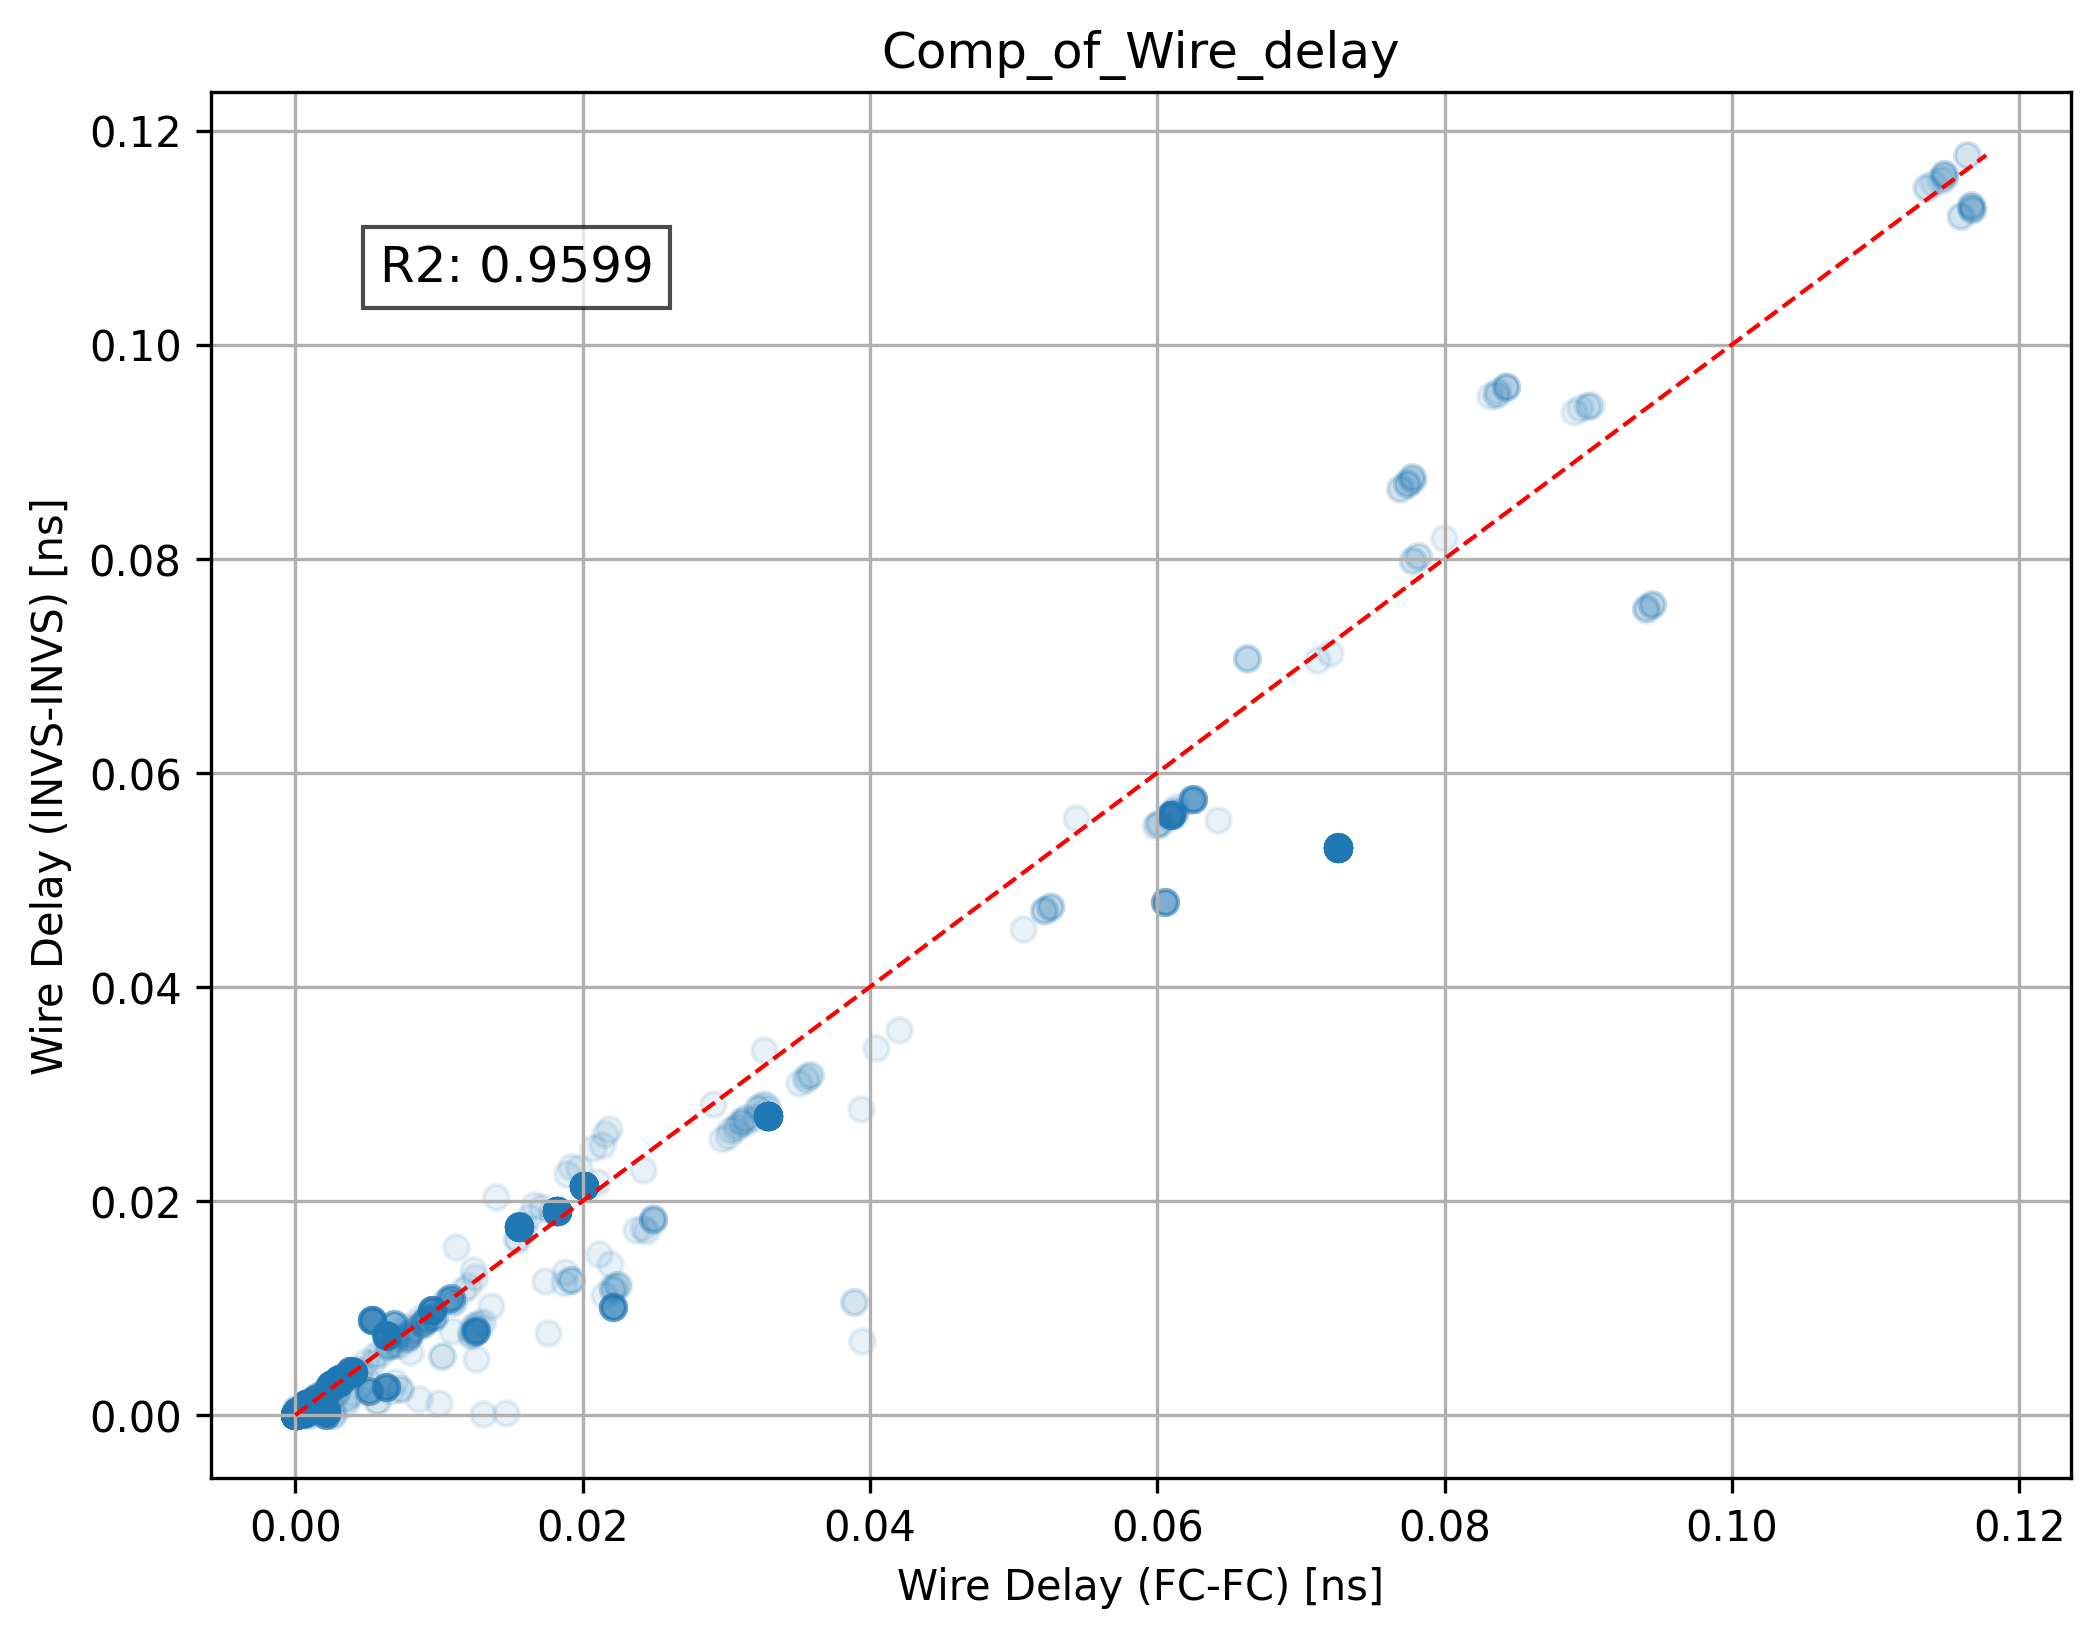 Comp_of_Wire_delay
R2: 0.9599
0.12
0.10
0.08
0.06
0.04
0.02
0.00
Wire Delay (INVS-INVS) [ns]
0.00 0.02 0.04 0.06 0.08 0.10 0.12
Wire Delay (FC-FC) [ns]